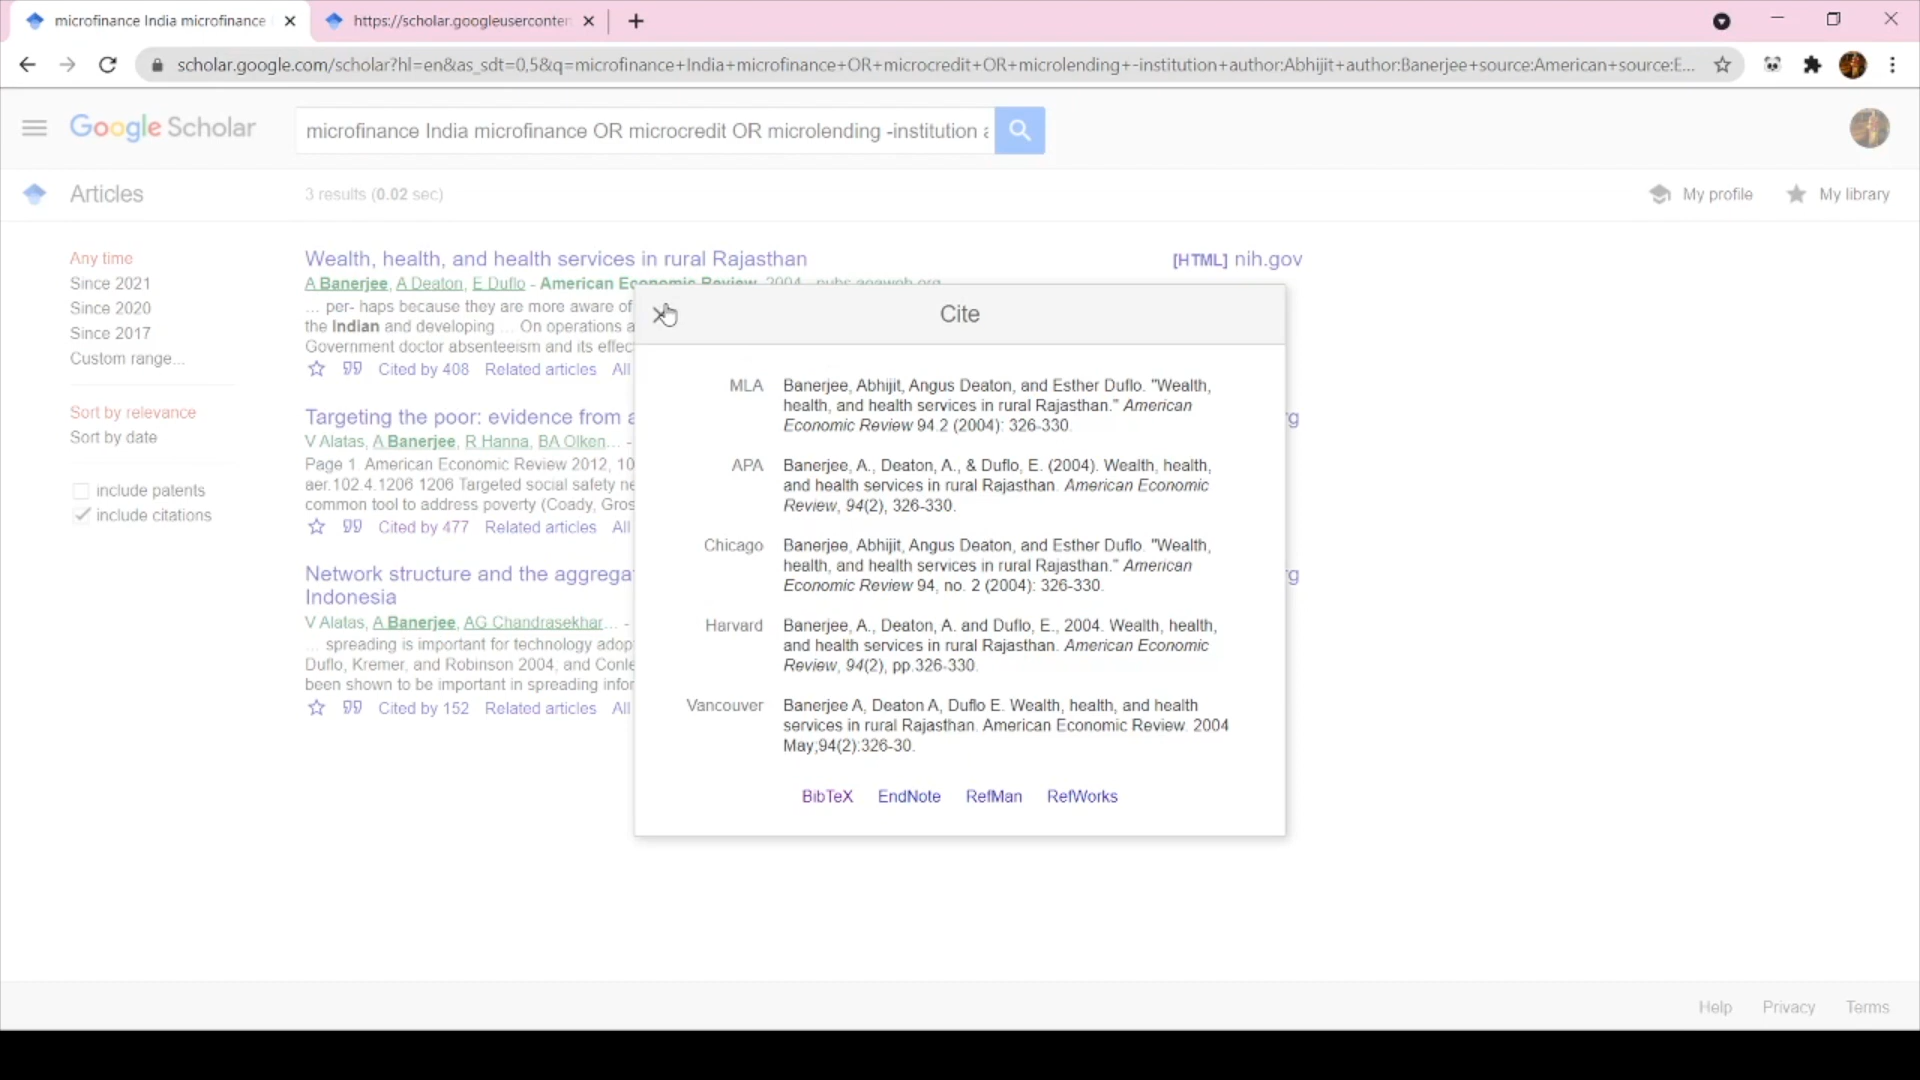 microfinance India microfinance
https://scholar.googleuserconten
scholar.google.com/scholar?hl=en&as_sdt=0,5&q=microfinance+India+microfinance+OR+microcredit+OR+microlending+-institution+author:Abhijit+author:Banerjee+source:American+source:E...
Google Scholar
microfinance India microfinance OR microcredit OR microlending -institution a
Articles
3 results (0.02 sec)
My profile
My library
Any time
Since 2021
Since 2020
Since 2017
Custom range...
Sort by relevance
Sort by date
include patents
include citations
Wealth, health, and health services in rural Rajasthan
[HTML] nih.gov
A Banerjee, A Deaton, E Duflo - American Economic Review, 2004 - pubs.aeaweb.org
... per- haps because they are more aware of
the Indian and developing ... On operations a
Government doctor absenteeism and its effec
Cited by 408 Related articles All
Targeting the poor: evidence from a
rg
V Alatas, A Banerjee, R Hanna, BA Olken... -
Page 1. American Economic Review 2012, 10
aer.102.4.1206 1206 Targeted social safety ne
common tool to address poverty (Coady, Gros
Cited by 477 Related articles All
Network structure and the aggrega
rg
Indonesia
V Alatas, A Banerjee, AG Chandrasekhar... -
... spreading is important for technology adop
Duflo, Kremer, and Robinson 2004, and Conle
been shown to be important in spreading infor
Cited by 152 Related articles All
Cite
MLA
Banerjee, Abhijit, Angus Deaton, and Esther Duflo. "Wealth,
health, and health services in rural Rajasthan." American
Economic Review 94.2 (2004): 326-330.
APA
Banerjee, A., Deaton, A., & Duflo, E. (2004). Wealth, health,
and health services in rural Rajasthan. American Economic
Review, 94(2), 326-330.
Chicago
Banerjee, Abhijit, Angus Deaton, and Esther Duflo. "Wealth,
health, and health services in rural Rajasthan." American
Economic Review 94, no. 2 (2004): 326-330.
Harvard
Banerjee, A., Deaton, A. and Duflo, E., 2004. Wealth, health,
and health services in rural Rajasthan. American Economic
Review, 94(2), pp.326-330.
Vancouver
Banerjee A, Deaton A, Duflo E. Wealth, health, and health
services in rural Rajasthan. American Economic Review. 2004
May;94(2):326-30.
BibTeX EndNote RefMan RefWorks
Help Privacy Terms